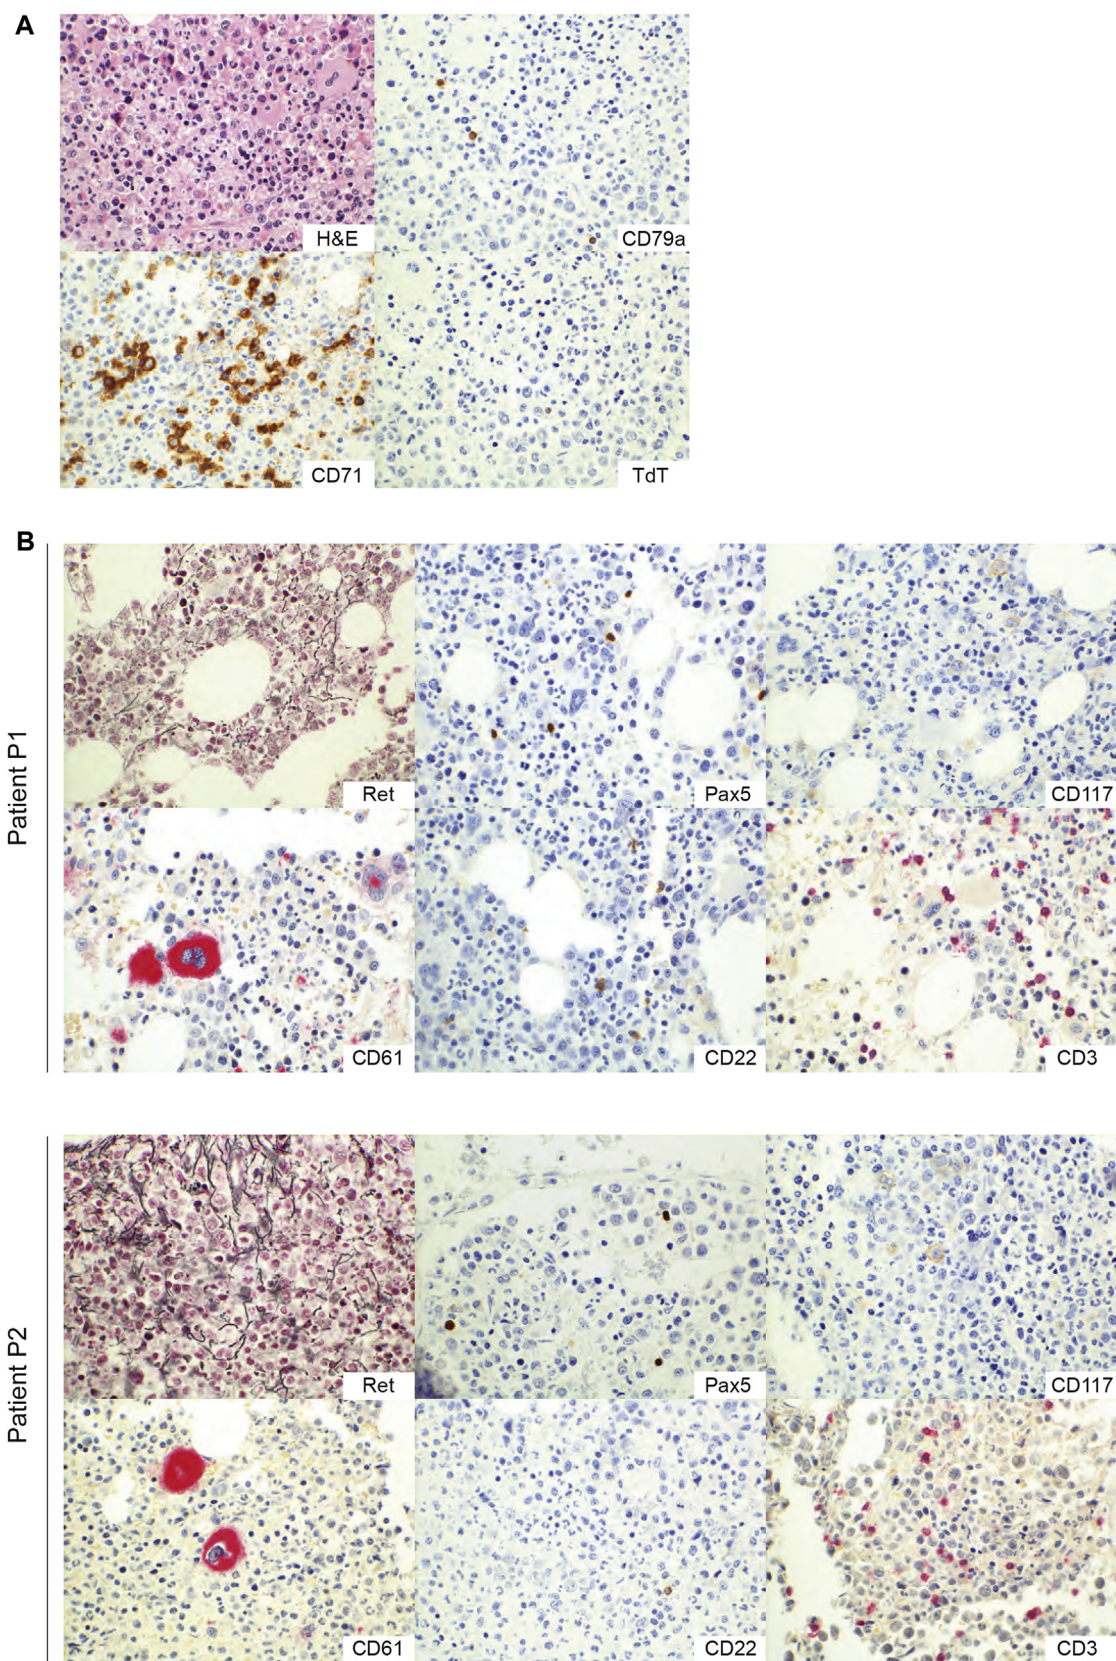 A
H&E
CD79a
CD71
TdT
B
Patient P1
Ret
Pax5
CD117
CD61
CD22
CD3
Patient P2
Ret
Pax5
CD117
CD61
CD22
CD3